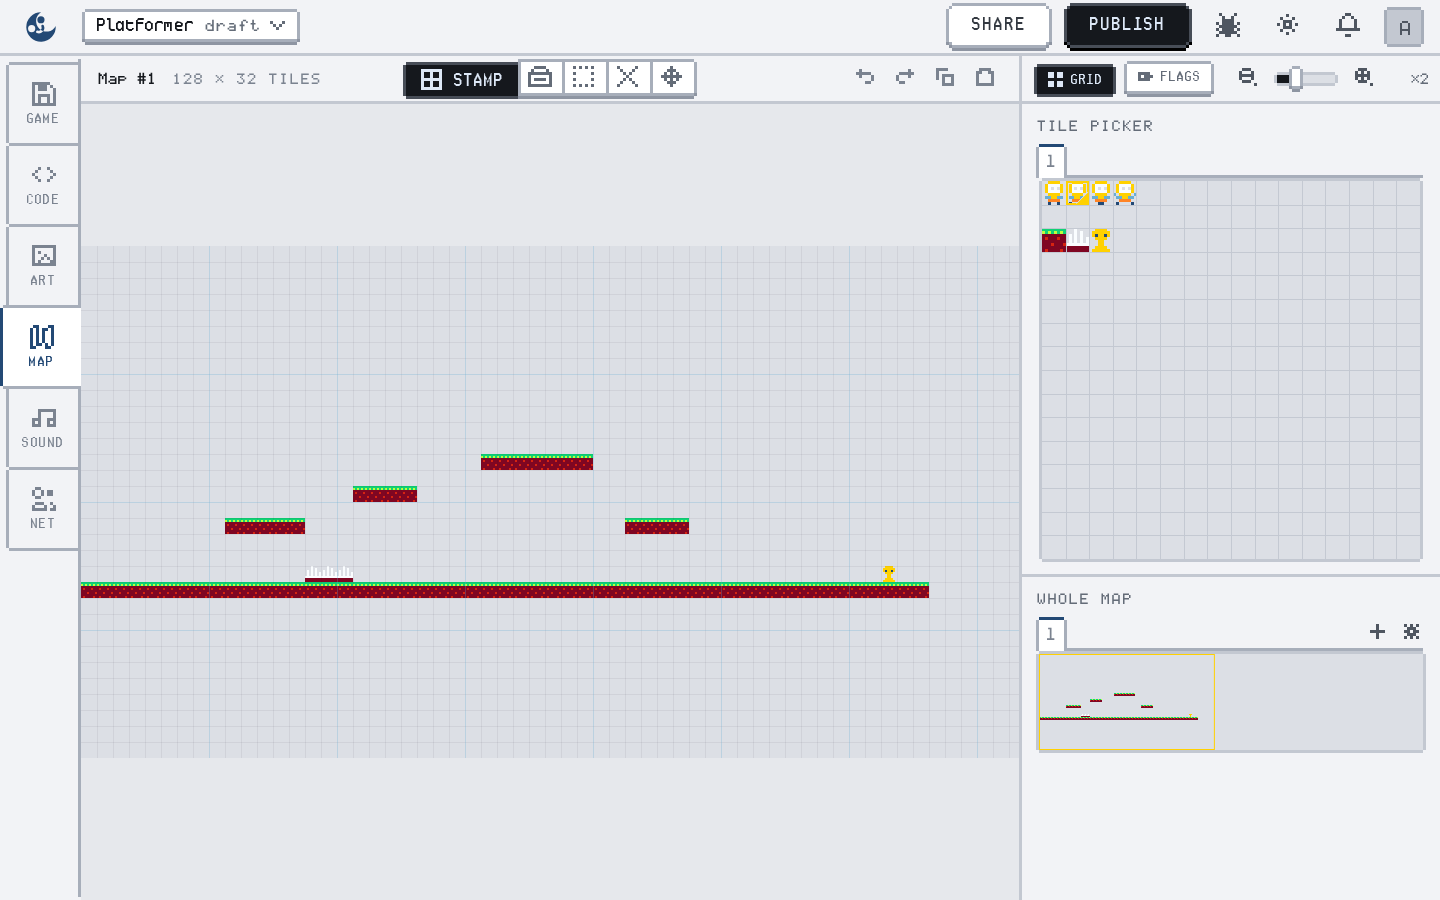 Platformer draft
SHARE
PUBLISH
A
GAME
CODE
ART
MAP
SOUND
NET
Map #1 128 × 32 TILES
STAMP
GRID
FLAGS
×2
TILE PICKER
1
WHOLE MAP
1